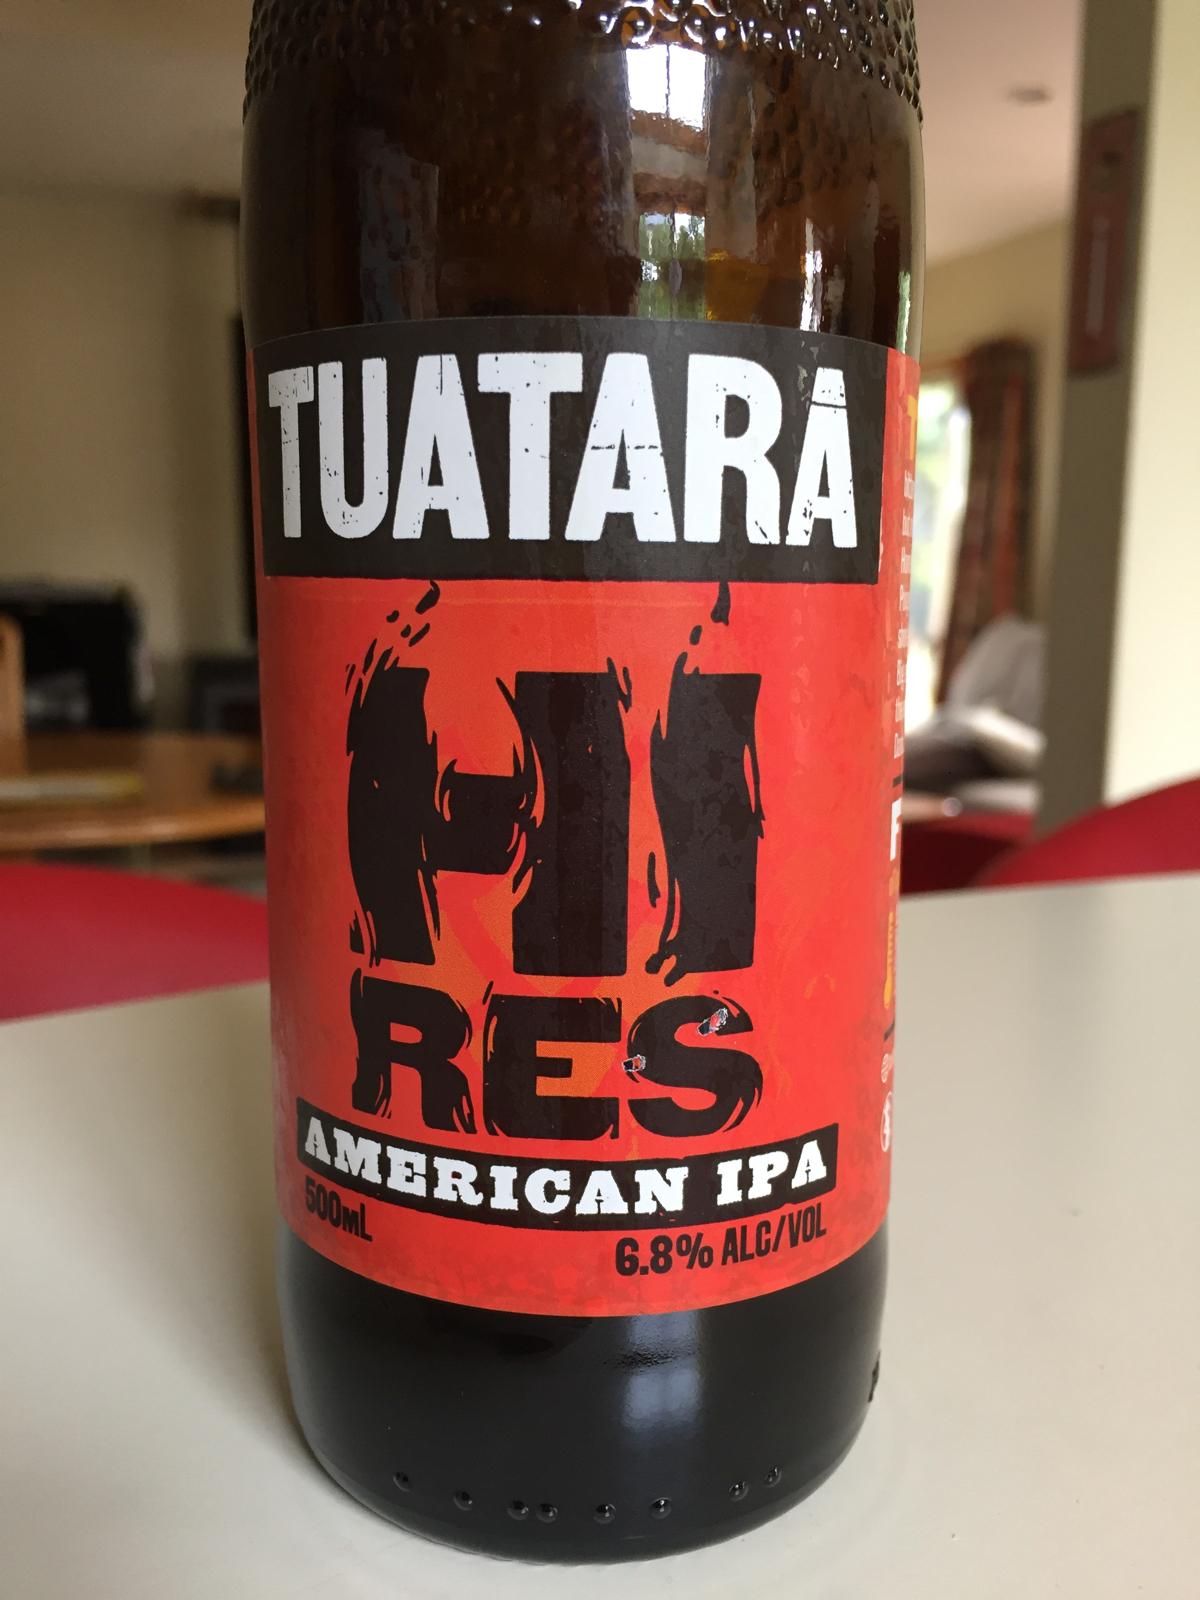 TUATARA
HI
RES
AMERICAN IPA
500mL
6.8% ALC/VOL